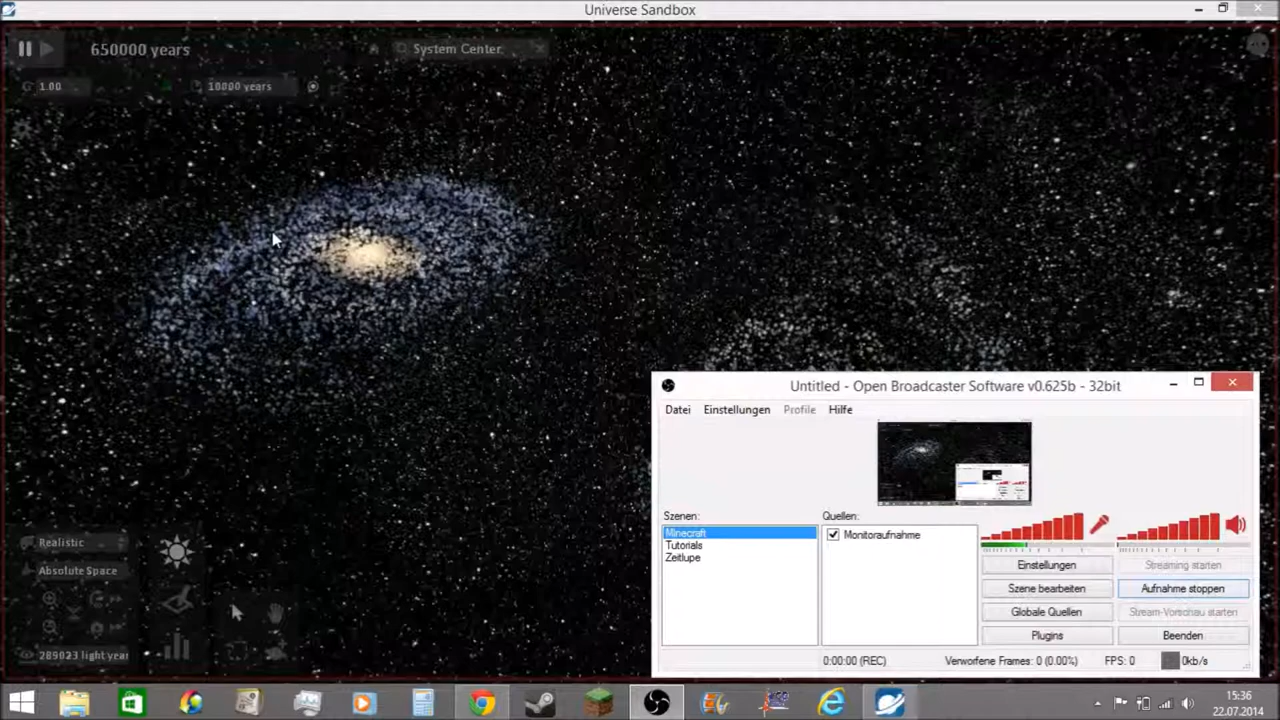 Universe Sandbox
650000 years
System Center
1.00
10000 years
Untitled - Open Broadcaster Software v0.625b - 32bit
Datei Einstellungen Profile Hilfe
Szenen:
Quellen:
Minecraft
Tutorials
Zeitlupe
Monitoraufnahme
Einstellungen
Streaming starten
Szene bearbeiten
Aufnahme stoppen
Globale Quellen
Stream-Vorschau starten
Plugins
Beenden
0:00:00 (REC)
Verworfene Frames: 0 (0.00%)
FPS: 0
0kb/s
Realistic
Absolute Space
289023 light year
15:36
22.07.2014